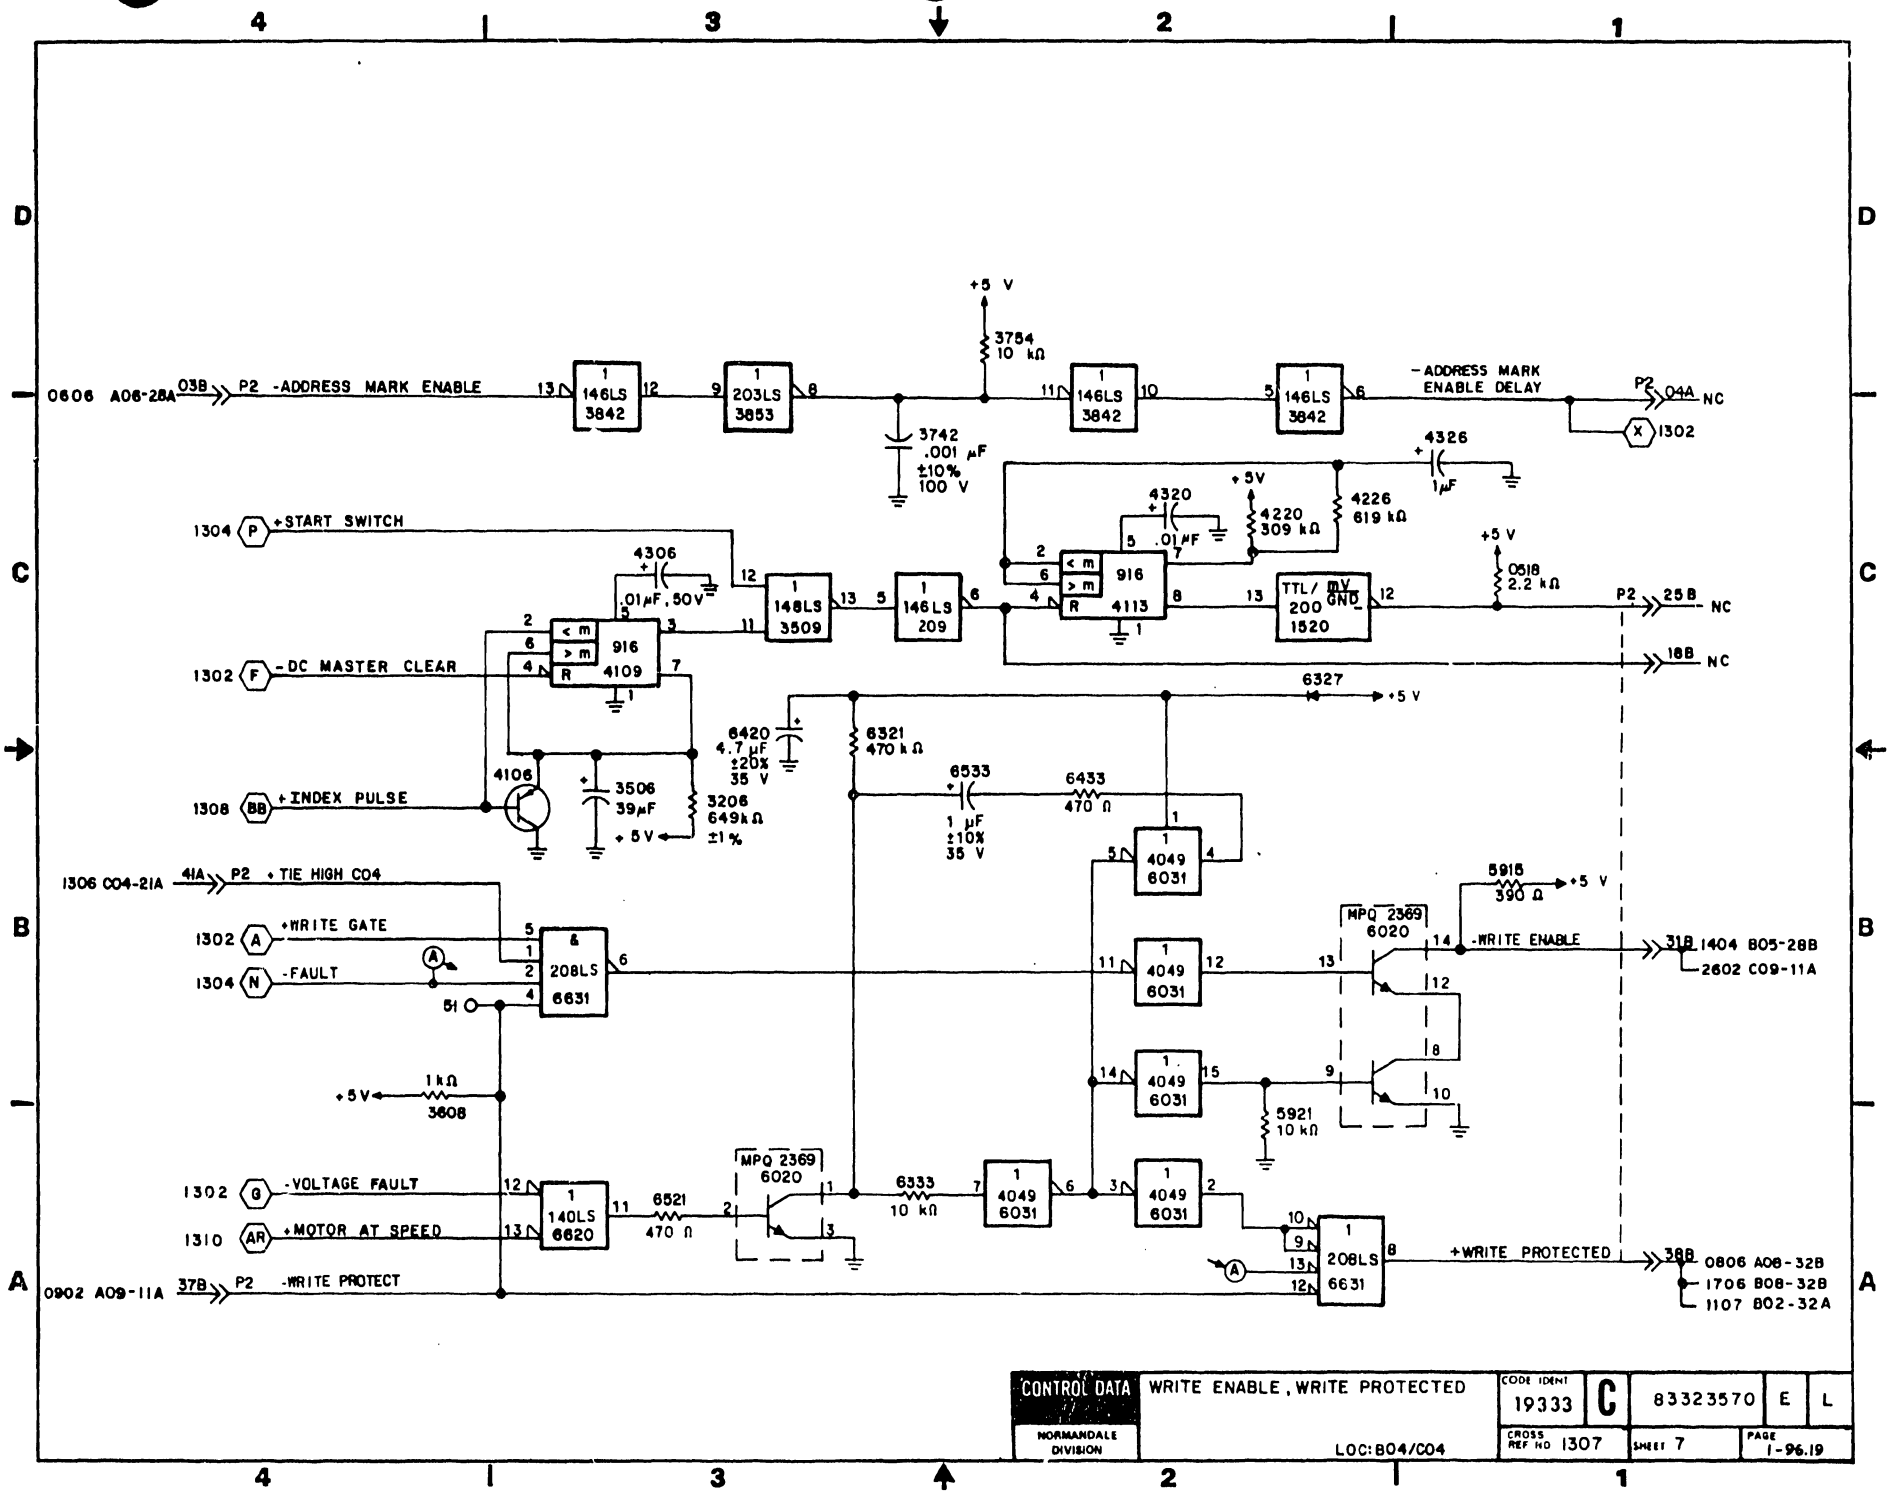 4 3 2 1
D
+5 V
3754
10 kΩ
0606 A06-28A 03B P2 -ADDRESS MARK ENABLE
13 1 146LS 3842 12
9 1 203LS 3853 8
11 1 146LS 3842 10
5 1 146LS 3842 6
-ADDRESS MARK
ENABLE DELAY
P2 04A NC
X 1302
3742
.001 µF
±10%
100 V
4326
1µF
1304 P +START SWITCH
4320
.01µF
+5V
4220
309 kΩ
4226
619 kΩ
+5 V
0518
2.2 kΩ
C
4306
.01µF, 50V
2 < m
6 > m
4 R
5
916
4109
3
7
1
12
11
1
148LS
3509
13
5
1
146LS
209
6
2 < m
6 > m
4 R
5
916
4113
7
8
1
13
TTL/ mV
200 GND
1520
12
P2 25B NC
18B NC
1302 F -DC MASTER CLEAR
6327
+5 V
6420
4.7 µF
±20%
35 V
6321
470 kΩ
4106
1308 BB +INDEX PULSE
3506
39µF
3206
649kΩ
±1%
+5V
6533
1 µF
±10%
35 V
6433
470 Ω
1
5 1 4049 6031 4
1306 C04-21A 41A P2 +TIE HIGH C04
B
1302 A +WRITE GATE
A
1304 N -FAULT
51
5
1
2
4
&
208LS
6631
6
11 1 4049 6031 12
13
MPQ 2369
6020
14
12
5915
390 Ω
+5 V
-WRITE ENABLE
31B 1404 B05-28B
2602 C09-11A
14 1 4049 6031 15
9
8
10
5921
10 kΩ
+5V
1kΩ
3608
1302 G -VOLTAGE FAULT
1310 AR +MOTOR AT SPEED
12
13
1
140LS
6620
11
6521
470 Ω
2
MPQ 2369
6020
1
3
6333
10 kΩ
7 1 4049 6031 6
3 1 4049 6031 2
10
9
A
13
12
1
208LS
6631
8
+WRITE PROTECTED
38B 0806 A08-32B
1706 B08-32B
1107 B02-32A
A
0902 A09-11A 37B P2 -WRITE PROTECT
CONTROL DATA
NORMANDALE
DIVISION
WRITE ENABLE, WRITE PROTECTED
LOC: B04/C04
CODE IDENT
19333
C
83323570
E
L
CROSS
REF NO 1307
SHEET 7
PAGE
1-96.19
4 3 2 1